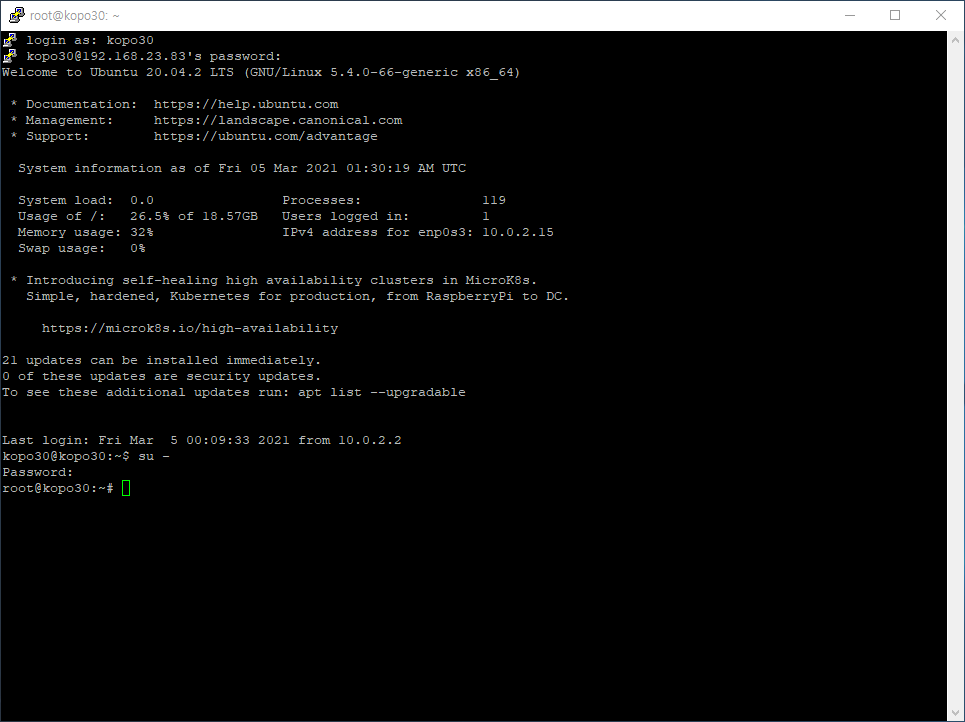 root@kopo30: ~
login as: kopo30
kopo30@192.168.23.83's password:
Welcome to Ubuntu 20.04.2 LTS (GNU/Linux 5.4.0-66-generic x86_64)
* Documentation:  https://help.ubuntu.com
* Management:     https://landscape.canonical.com
* Support:        https://ubuntu.com/advantage
System information as of Fri 05 Mar 2021 01:30:19 AM UTC
System load:  0.0                Processes:               119
Usage of /:   26.5% of 18.57GB   Users logged in:         1
Memory usage: 32%                IPv4 address for enp0s3: 10.0.2.15
Swap usage:   0%
* Introducing self-healing high availability clusters in MicroK8s.
Simple, hardened, Kubernetes for production, from RaspberryPi to DC.
https://microk8s.io/high-availability
21 updates can be installed immediately.
0 of these updates are security updates.
To see these additional updates run: apt list --upgradable
Last login: Fri Mar  5 00:09:33 2021 from 10.0.2.2
kopo30@kopo30:~$ su -
Password:
root@kopo30:~#